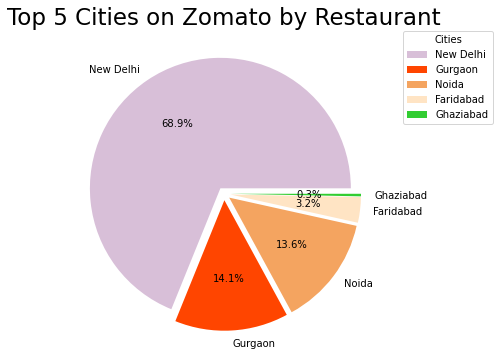 Top 5 Cities on Zomato by Restaurant
Cities
New Delhi
Gurgaon
Noida
Faridabad
Ghaziabad
New Delhi
68.9%
0.3%
Ghaziabad
3.2%
Faridabad
13.6%
14.1%
Noida
Gurgaon